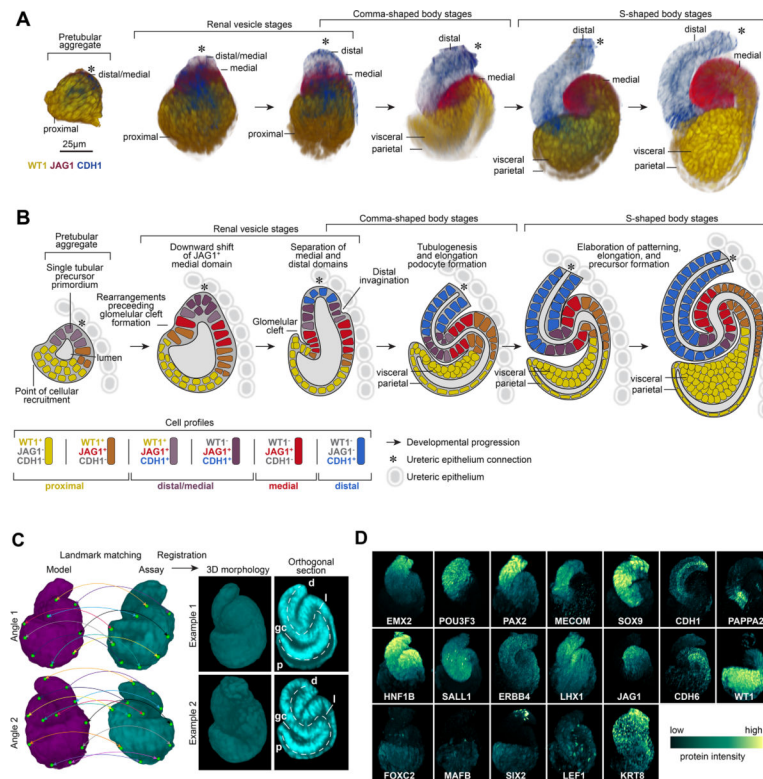 A
Pretubular aggregate
Renal vesicle stages
Comma-shaped body stages
S-shaped body stages
*
distal/medial
proximal
25µm
WT1 JAG1 CDH1
*
distal/medial
medial
proximal
*
distal
medial
proximal
distal
*
medial
visceral
parietal
distal
*
medial
visceral
parietal
distal
*
medial
visceral
parietal
B
Renal vesicle stages
Comma-shaped body stages
S-shaped body stages
Pretubular
aggregate
Single tubular
precursor
primordium
*
lumen
Point of cellular
recruitment
Downward shift
of JAG1⁺
medial domain
*
Rearrangements
preceeding
glomelular cleft
formation
Separation of
medial and
distal domains
*
Distal
invagination
Glomelular
cleft
Tubulogenesis
and elongation
podocyte formation
*
visceral
parietal
Elaboration of patterning,
elongation, and
precursor formation
*
visceral
parietal
*
visceral
parietal
Cell profiles
WT1⁺
JAG1⁻
CDH1⁻
WT1⁺
JAG1⁺
CDH1⁻
WT1⁺
JAG1⁺
CDH1⁺
WT1⁻
JAG1⁺
CDH1⁺
WT1⁻
JAG1⁺
CDH1⁻
WT1⁻
JAG1⁻
CDH1⁺
proximal
distal/medial
medial
distal
Developmental progression
* Ureteric epithelium connection
Ureteric epithelium
C
Landmark matching
Registration
Model
Assay
3D morphology
Orthogonal
section
Angle 1
Example 1
d
l
gc
p
Angle 2
Example 2
d
l
gc
p
D
EMX2
POU3F3
PAX2
MECOM
SOX9
CDH1
PAPPA2
HNF1B
SALL1
ERBB4
LHX1
JAG1
CDH6
WT1
FOXC2
MAFB
SIX2
LEF1
KRT8
low
high
protein intensity